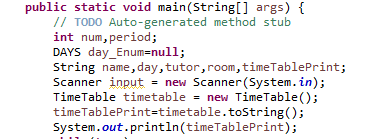 public static void main(String[] args) {
// TODO Auto-generated method stub
int num,period;
DAYS day_Enum=null;
String name,day,tutor,room,timeTablePrint;
Scanner input = new Scanner(System.in);
TimeTable timetable = new TimeTable();
timeTablePrint=timetable.toString();
System.out.println(timeTablePrint);